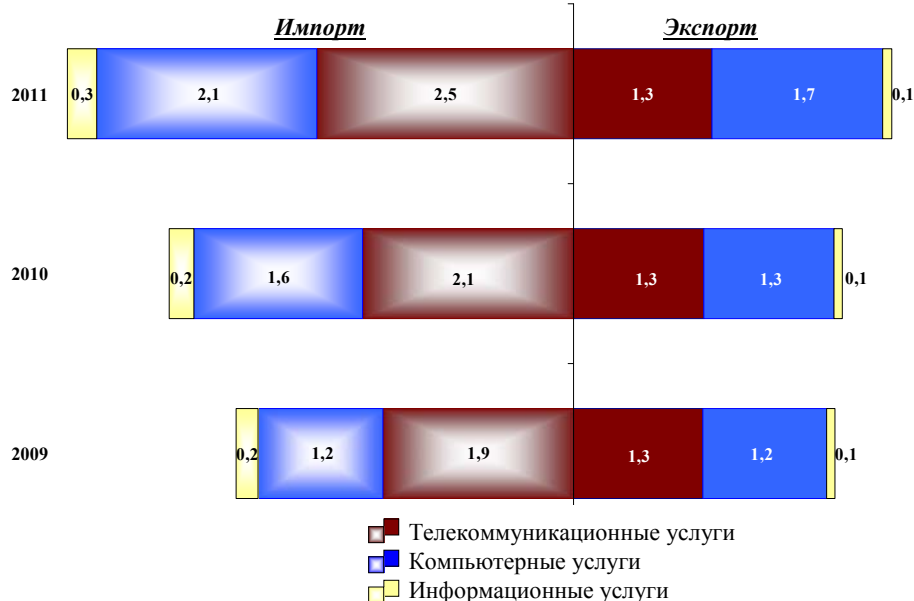 Импорт Экспорт
2011 0,3 2,1 2,5 1,3 1,7 0,1
2010 0,2 1,6 2,1 1,3 1,3 0,1
2009 0,2 1,2 1,9 1,3 1,2 0,1
Телекоммуникационные услуги
Компьютерные услуги
Информационные услуги